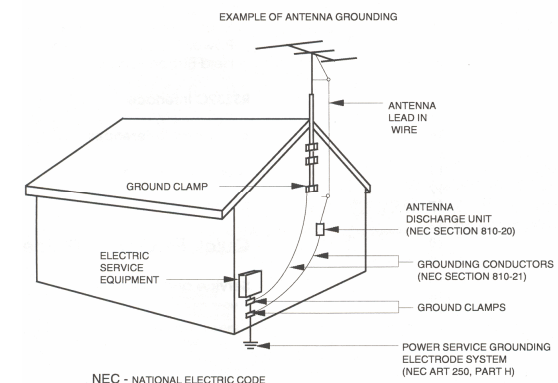 EXAMPLE OF ANTENNA GROUNDING
ANTENNA
LEAD IN
WIRE
GROUND CLAMP
ANTENNA
DISCHARGE UNIT
(NEC SECTION 810-20)
ELECTRIC
SERVICE
EQUIPMENT
GROUNDING CONDUCTORS
(NEC SECTION 810-21)
GROUND CLAMPS
POWER SERVICE GROUNDING
ELECTRODE SYSTEM
(NEC ART 250, PART H)
NEC - NATIONAL ELECTRIC CODE